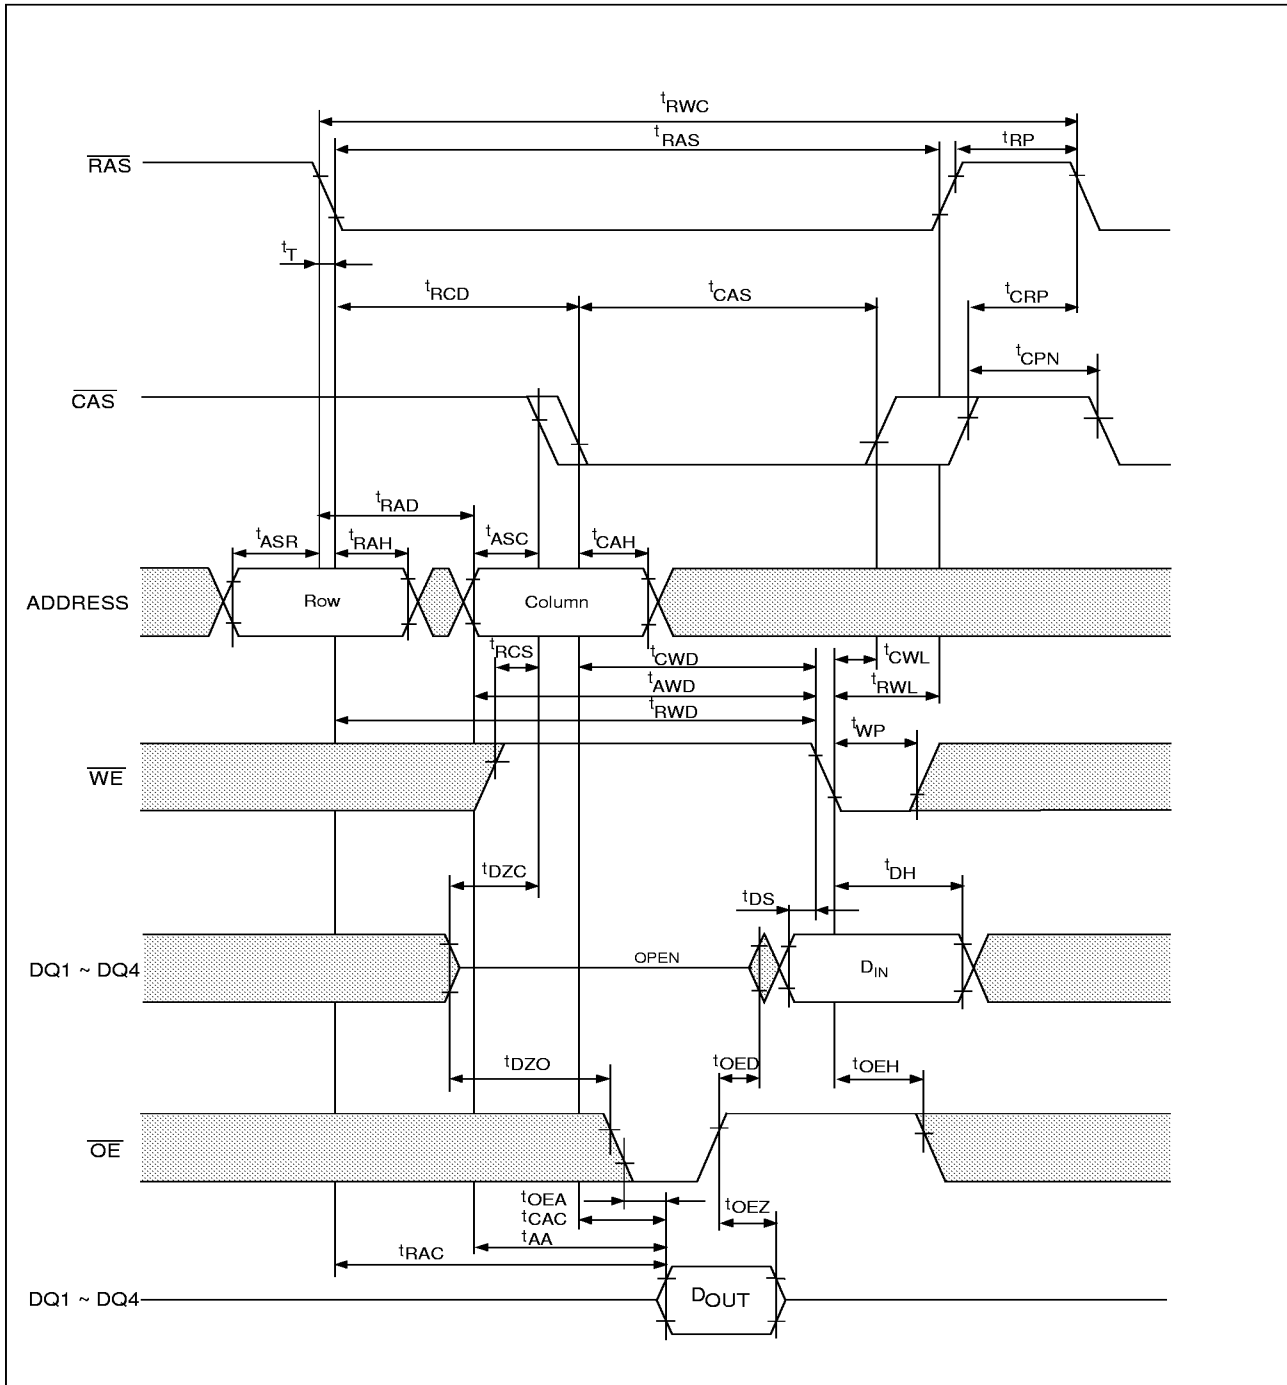 tRWC
tRAS
tRP
RAS
tT
tRCD
tCAS
tCRP
tCPN
CAS
tRAD
tASR
tRAH
tASC
tCAH
ADDRESS
Row
Column
tRCS
tCWD
tCWL
tAWD
tRWL
tRWD
tWP
WE
tDZC
tDH
tDS
DQ1 ~ DQ4
OPEN
DIN
tDZO
tOED
tOEH
OE
tOEA
tOEZ
tCAC
tAA
tRAC
DQ1 ~ DQ4
DOUT